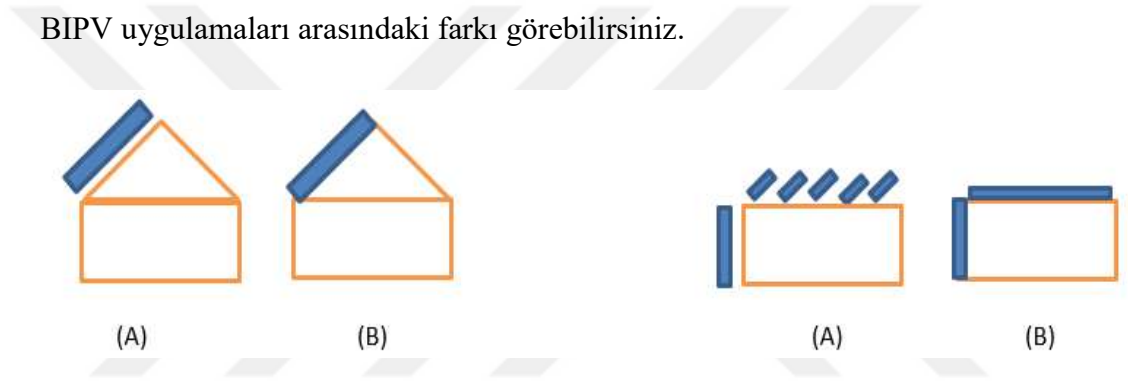 BIPV uygulamaları arasındaki farkı görebilirsiniz.
(A) (B) (A) (B)